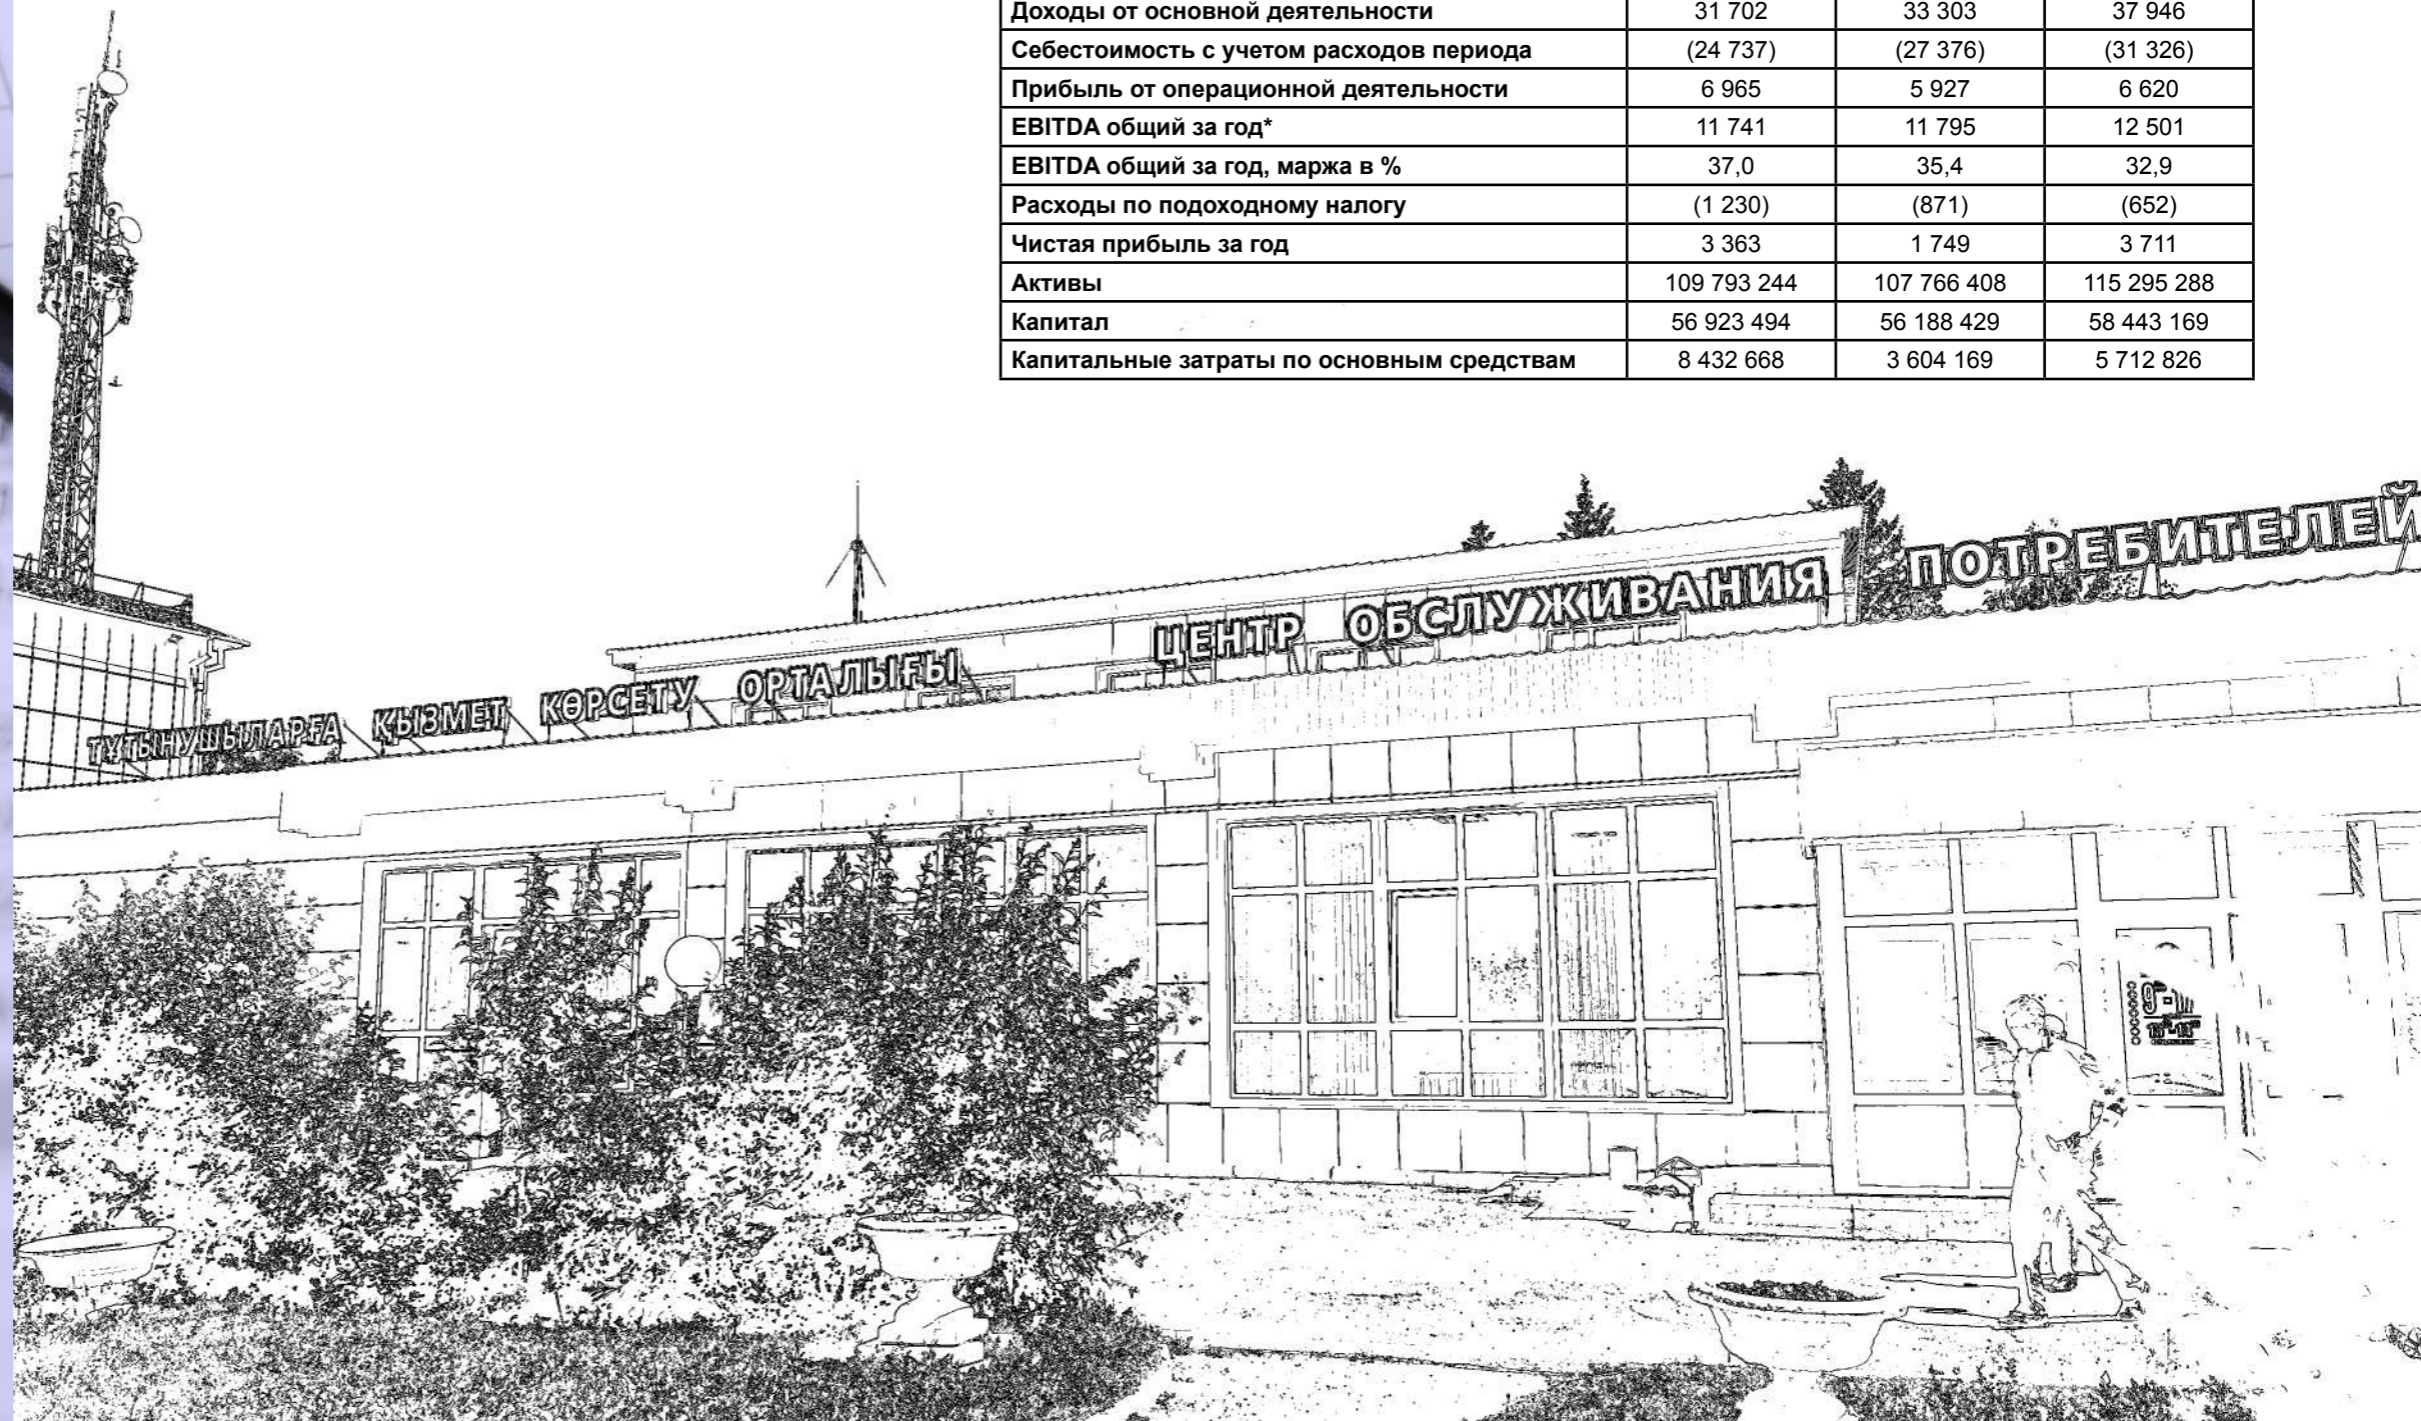 Доходы от основной деятельности 31 702 33 303 37 946
Себестоимость с учетом расходов периода (24 737) (27 376) (31 326)
Прибыль от операционной деятельности 6 965 5 927 6 620
EBITDA общий за год* 11 741 11 795 12 501
EBITDA общий за год, маржа в % 37,0 35,4 32,9
Расходы по подоходному налогу (1 230) (871) (652)
Чистая прибыль за год 3 363 1 749 3 711
Активы 109 793 244 107 766 408 115 295 288
Капитал 56 923 494 56 188 429 58 443 169
Капитальные затраты по основным средствам 8 432 668 3 604 169 5 712 826
ТҰТЫНУШЫЛАРҒА ҚЫЗМЕТ КӨРСЕТУ ОРТАЛЫҒЫ ЦЕНТР ОБСЛУЖИВАНИЯ ПОТРЕБИТЕЛЕЙ